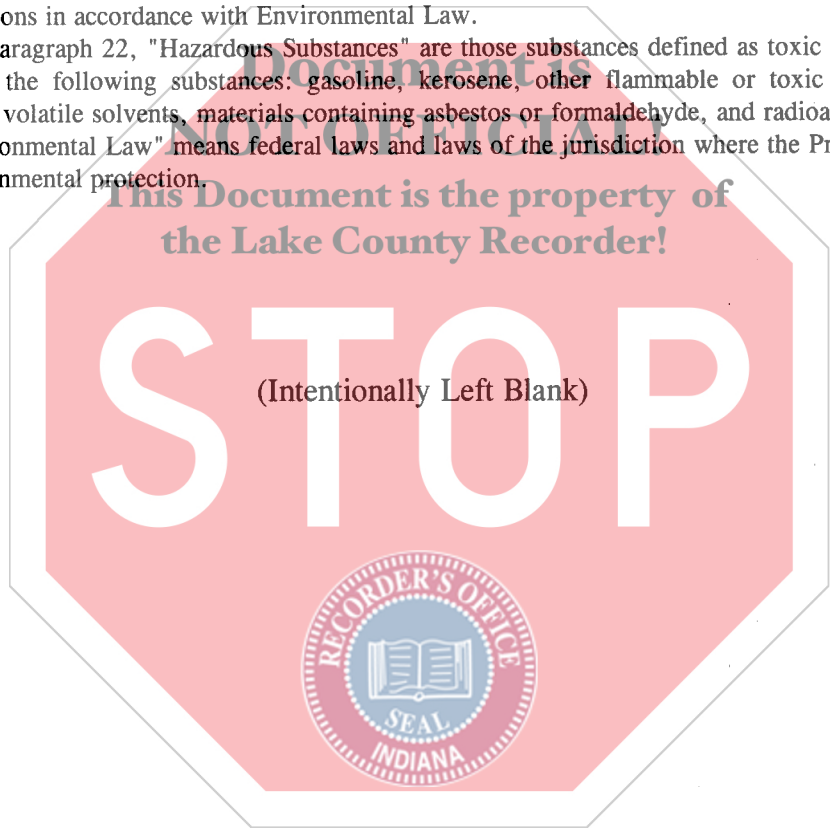 ons in accordance with Environmental Law.
aragraph 22, "Hazardous Substances" are those substances defined as toxic
the following substances: gasoline, kerosene, other flammable or toxic
volatile solvents, materials containing asbestos or formaldehyde, and radioa
onmental Law" means federal laws and laws of the jurisdiction where the Pr
nmental protection.
Document is
NOT OFFICIAL!
This Document is the property of
the Lake County Recorder!
STOP
(Intentionally Left Blank)
RECORDER'S OFFICE
SEAL
INDIANA